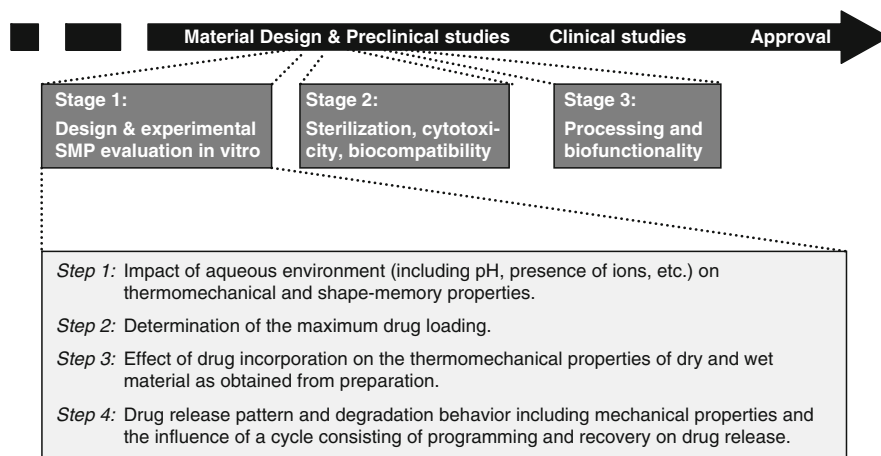 Material Design & Preclinical studies Clinical studies Approval
Stage 1:
Design & experimental
SMP evaluation in vitro
Stage 2:
Sterilization, cytotoxi-
city, biocompatibility
Stage 3:
Processing and
biofunctionality
Step 1: Impact of aqueous environment (including pH, presence of ions, etc.) on
thermomechanical and shape-memory properties.
Step 2: Determination of the maximum drug loading.
Step 3: Effect of drug incorporation on the thermomechanical properties of dry and wet
material as obtained from preparation.
Step 4: Drug release pattern and degradation behavior including mechanical properties and
the influence of a cycle consisting of programming and recovery on drug release.